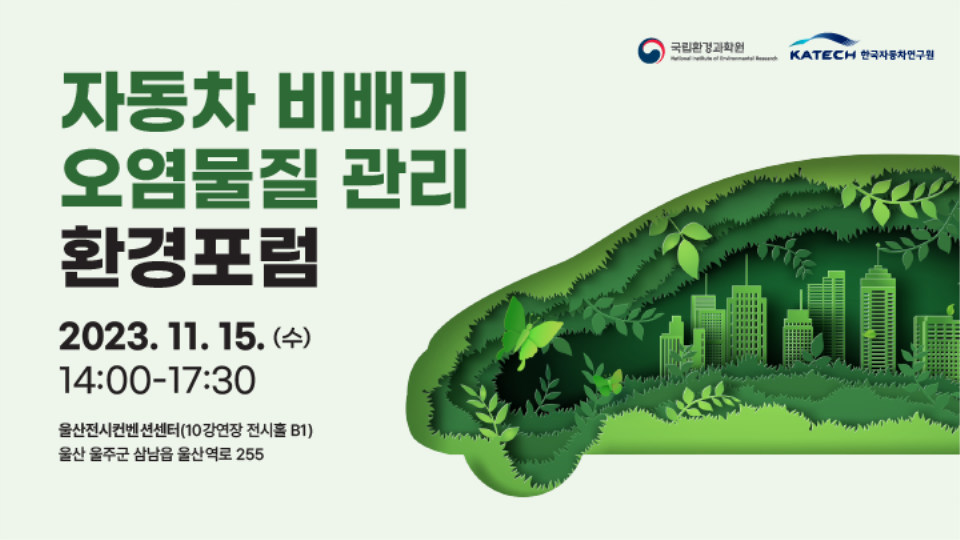 국립환경과학원
National Institute of Environmental Research
KATECH 한국자동차연구원
자동차 비배기
오염물질 관리
환경포럼
2023. 11. 15. (수)
14:00-17:30
울산전시컨벤션센터(10강연장 전시홀 B1)
울산 울주군 삼남읍 울산역로 255